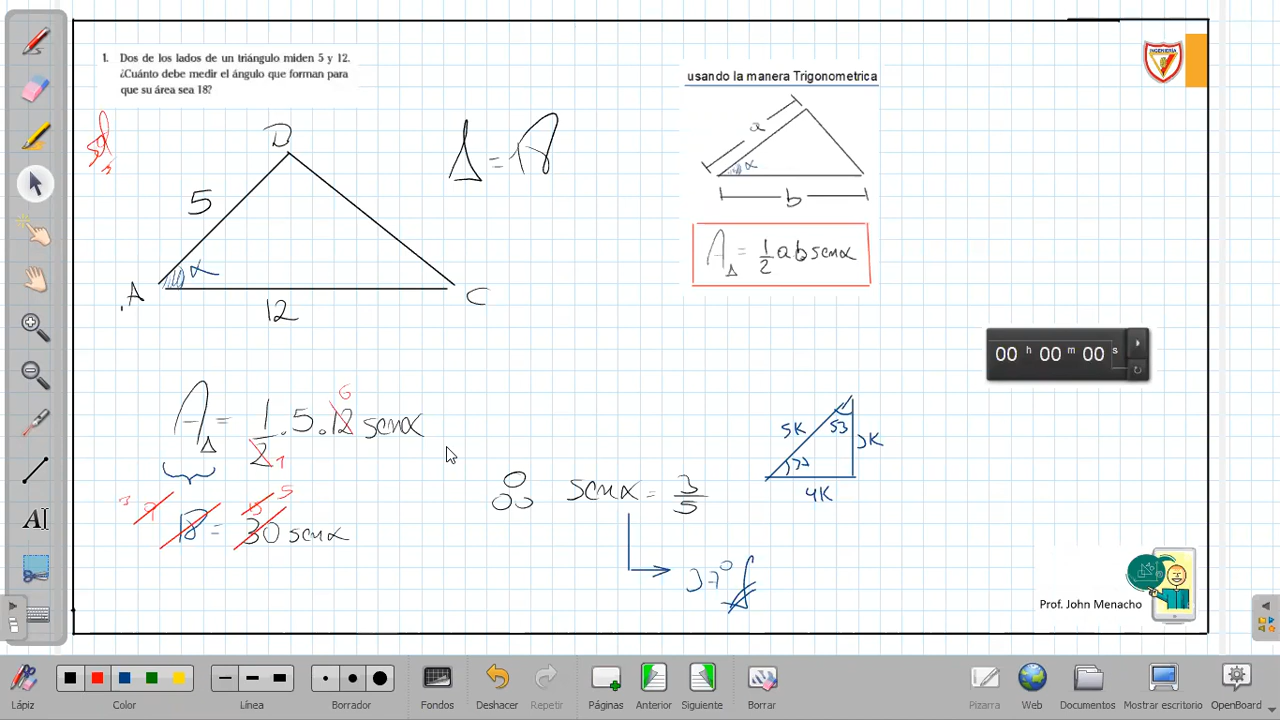 1. Dos de los lados de un triángulo miden 5 y 12.
¿Cuánto debe medir el ángulo que forman para
que su área sea 18?
usando la manera Trigonometrica
INGENIERÍA
B
5
α
A
12
C
Δ = 18
a
α
b
A△ = 1/2 ab senα
00 h 00 m 00 s
A△ = 1/2 . 5 . 12 senα
6
1
3 9 18 = 30 senα
15 5
senα = 3/5
37°
5K
53
3K
37
4K
Prof. John Menacho
Lápiz
Color
Línea
Borrador
Fondos
Deshacer
Repetir
Páginas
Anterior
Siguiente
Borrar
Pizarra
Web
Documentos
Mostrar escritorio
OpenBoard